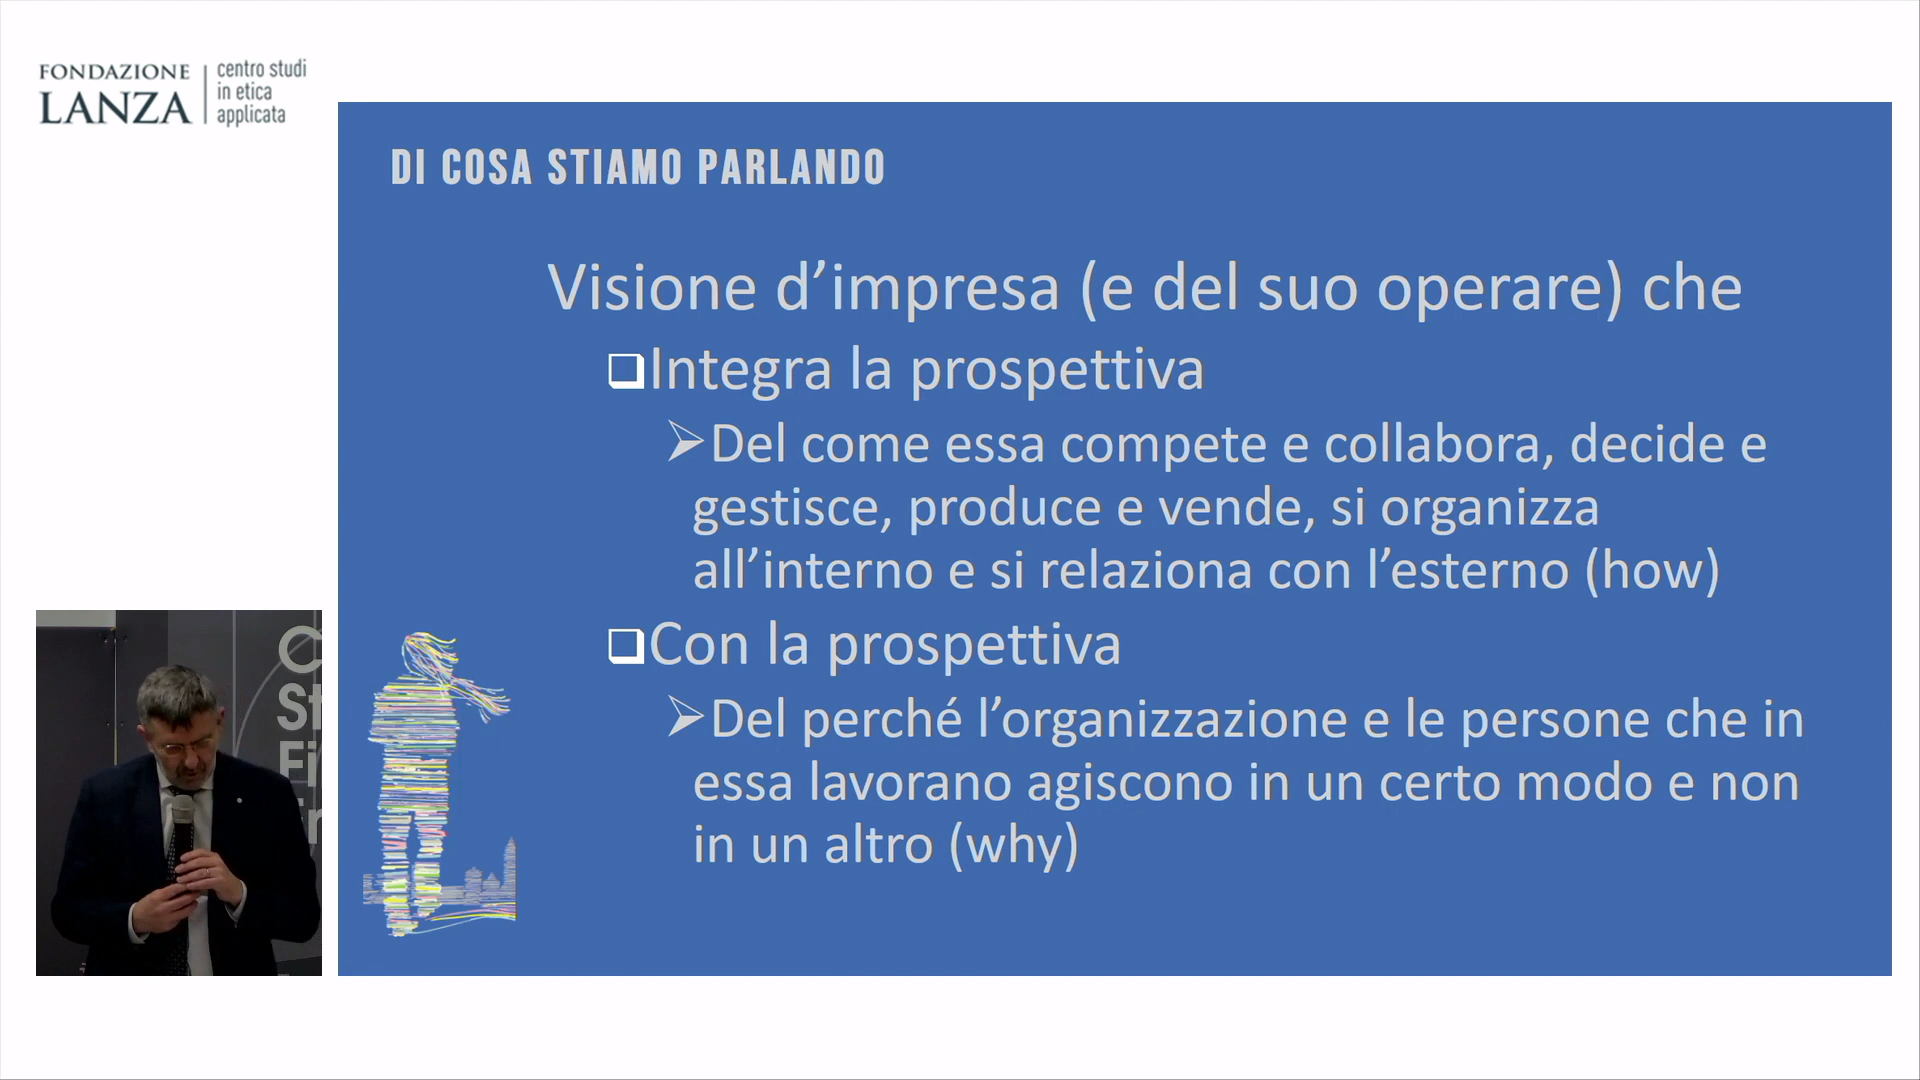 FONDAZIONE
LANZA
centro studi
in etica
applicata
DI COSA STIAMO PARLANDO
Visione d’impresa (e del suo operare) che
Integra la prospettiva
Del come essa compete e collabora, decide e
gestisce, produce e vende, si organizza
all’interno e si relaziona con l’esterno (how)
Con la prospettiva
Del perché l’organizzazione e le persone che in
essa lavorano agiscono in un certo modo e non
in un altro (why)